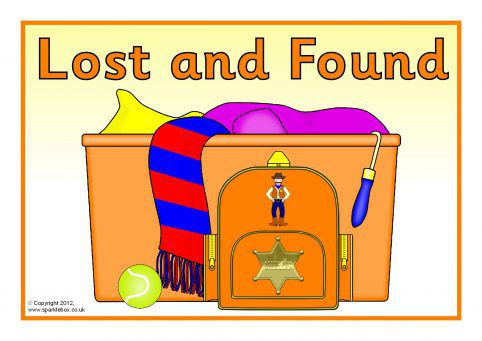 Lost and Found
© Copyright 2012,
www.sparklebox.co.uk